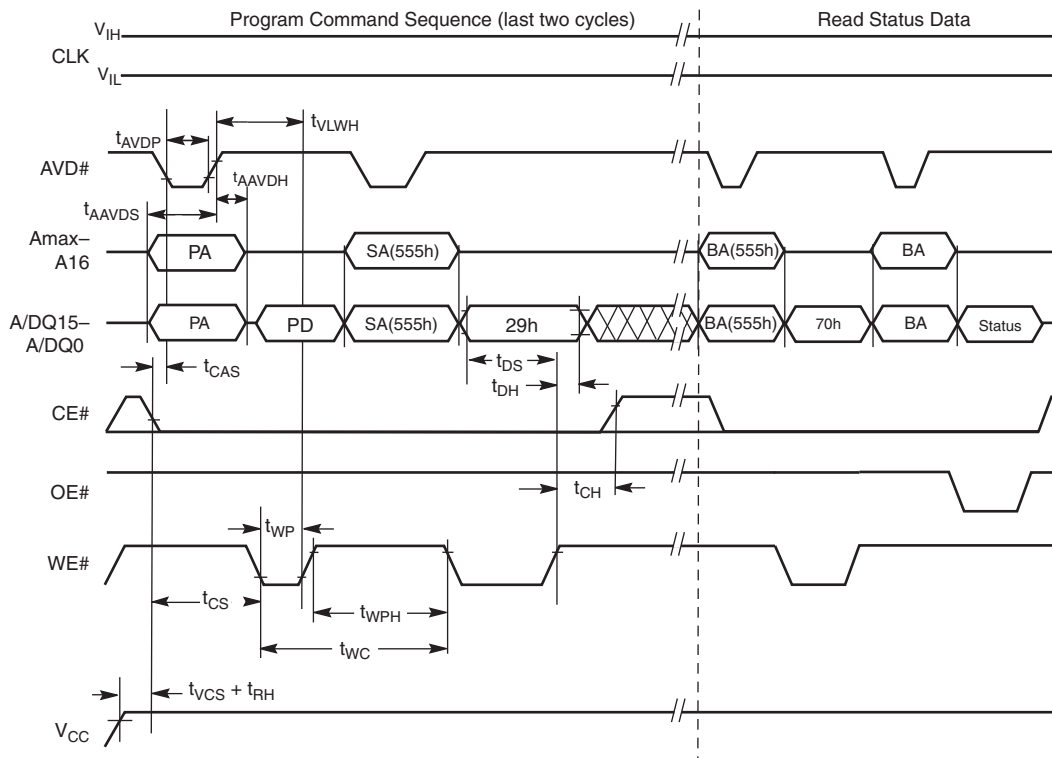 Program Command Sequence (last two cycles) Read Status Data
VIH
CLK
VIL
tVLWH
tAVDP
AVD#
tAAVDH
tAAVDS
Amax–
A16
PA SA(555h) BA(555h) BA
A/DQ15–
A/DQ0
PA PD SA(555h) 29h BA(555h) 70h BA Status
tDS
tCAS
tDH
CE#
OE#
tCH
tWP
WE#
tCS
tWPH
tWC
tVCS + tRH
VCC